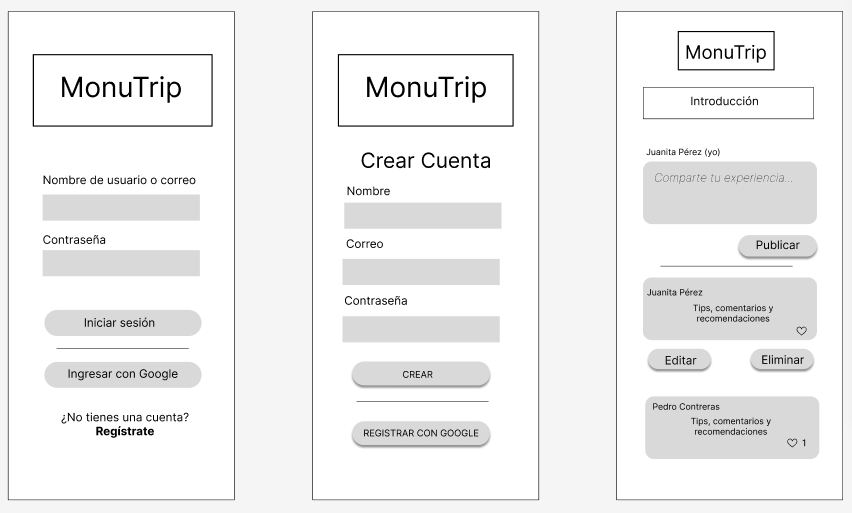 MonuTrip
Nombre de usuario o correo
Contraseña
Iniciar sesión
Ingresar con Google
¿No tienes una cuenta?
Regístrate
MonuTrip
Crear Cuenta
Nombre
Correo
Contraseña
CREAR
REGISTRAR CON GOOGLE
MonuTrip
Introducción
Juanita Pérez (yo)
Comparte tu experiencia...
Publicar
Juanita Pérez
Tips, comentarios y
recomendaciones
Editar
Eliminar
Pedro Contreras
Tips, comentarios y
recomendaciones
1